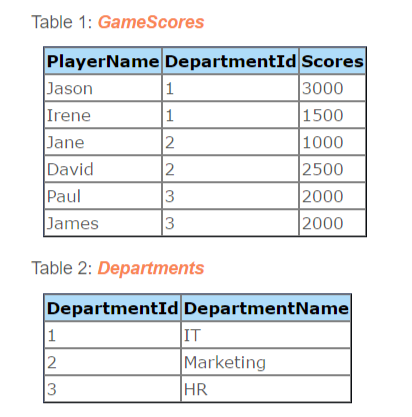 Table 1: GameScores
PlayerName DepartmentId Scores
Jason 1 3000
Irene 1 1500
Jane 2 1000
David 2 2500
Paul 3 2000
James 3 2000
Table 2: Departments
DepartmentId DepartmentName
1 IT
2 Marketing
3 HR